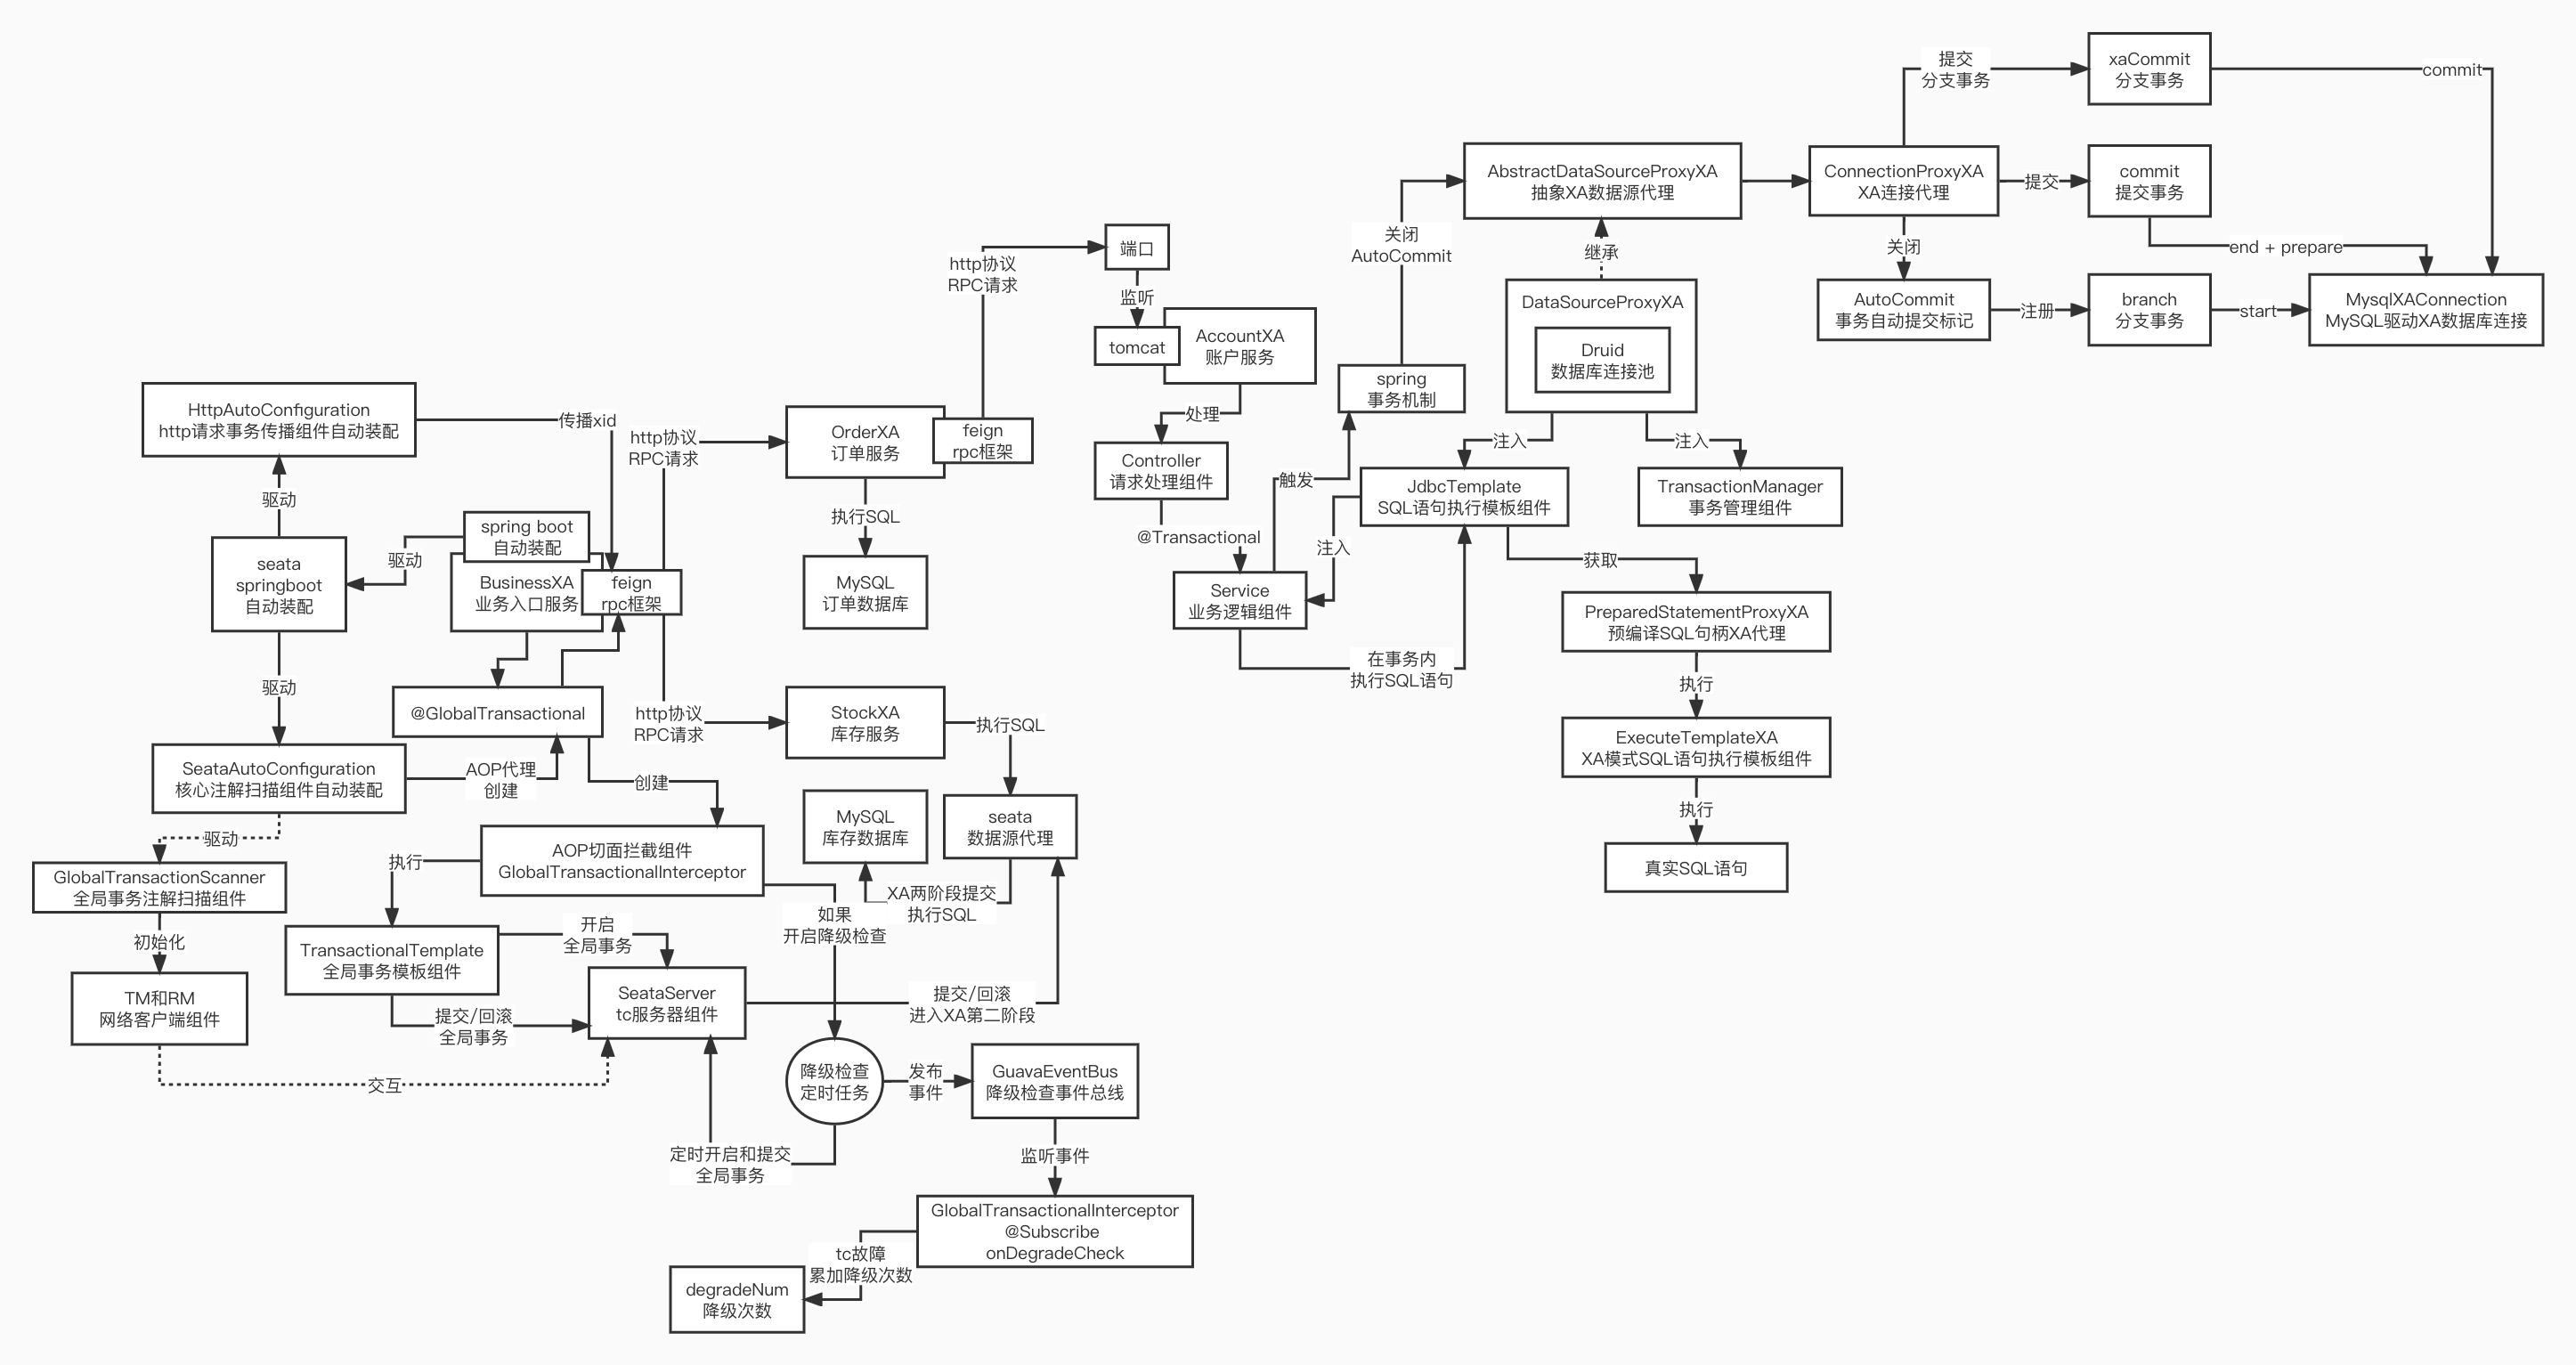 提交
分支事务
xaCommit
分支事务
commit
AbstractDataSourceProxyXA
抽象XA数据源代理
ConnectionProxyXA
XA连接代理
提交
commit
提交事务
关闭
AutoCommit
继承
关闭
end + prepare
端口
http协议
RPC请求
监听
DataSourceProxyXA
Druid
数据库连接池
AutoCommit
事务自动提交标记
注册
branch
分支事务
start
MysqlXAConnection
MySQL驱动XA数据库连接
tomcat
AccountXA
账户服务
spring
事务机制
HttpAutoConfiguration
http请求事务传播组件自动装配
传播xid
http协议
RPC请求
OrderXA
订单服务
feign
rpc框架
处理
注入
注入
Controller
请求处理组件
触发
JdbcTemplate
SQL语句执行模板组件
TransactionManager
事务管理组件
驱动
执行SQL
@Transactional
注入
获取
spring boot
自动装配
驱动
seata
springboot
自动装配
BusinessXA
业务入口服务
feign
rpc框架
MySQL
订单数据库
Service
业务逻辑组件
PreparedStatementProxyXA
预编译SQL句柄XA代理
在事务内
执行SQL语句
驱动
执行
@GlobalTransactional
http协议
RPC请求
StockXA
库存服务
执行SQL
ExecuteTemplateXA
XA模式SQL语句执行模板组件
SeataAutoConfiguration
核心注解扫描组件自动装配
AOP代理
创建
创建
执行
MySQL
库存数据库
seata
数据源代理
驱动
真实SQL语句
AOP切面拦截组件
GlobalTransactionalInterceptor
执行
GlobalTransactionScanner
全局事务注解扫描组件
XA两阶段提交
执行SQL
如果
开启降级检查
开启
全局事务
初始化
TransactionalTemplate
全局事务模板组件
TM和RM
网络客户端组件
SeataServer
tc服务器组件
提交/回滚
进入XA第二阶段
提交/回滚
全局事务
交互
降级检查
定时任务
发布
事件
GuavaEventBus
降级检查事件总线
定时开启和提交
全局事务
监听事件
GlobalTransactionalInterceptor
@Subscribe
onDegradeCheck
tc故障
累加降级次数
degradeNum
降级次数